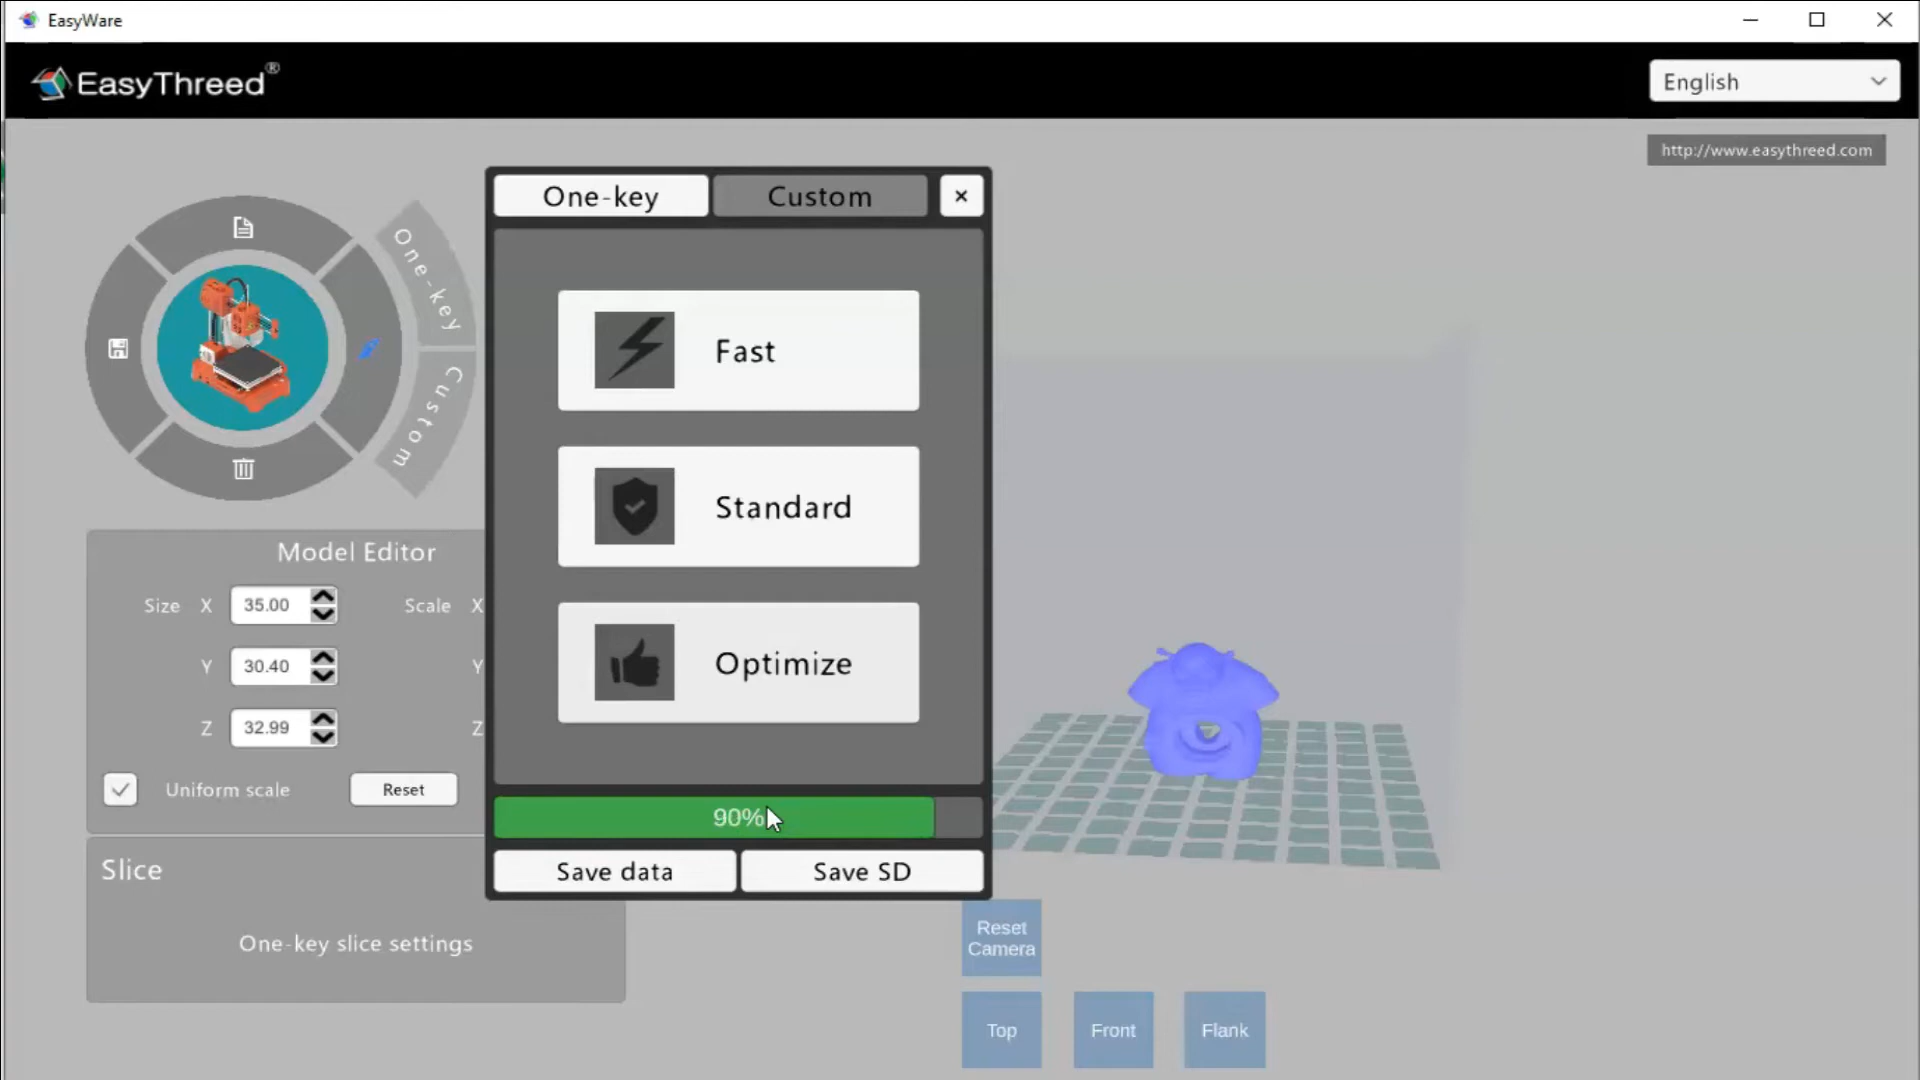 EasyWare
EasyThreed®
English
http://www.easythreed.com
One-key
Custom
One-key
Custom
×
Fast
Standard
Optimize
90%
Save data
Save SD
Model Editor
Size X 35.00 Scale X
Y 30.40 Y
Z 32.99 Z
Uniform scale
Reset
Slice
One-key slice settings
Reset
Camera
Top
Front
Flank